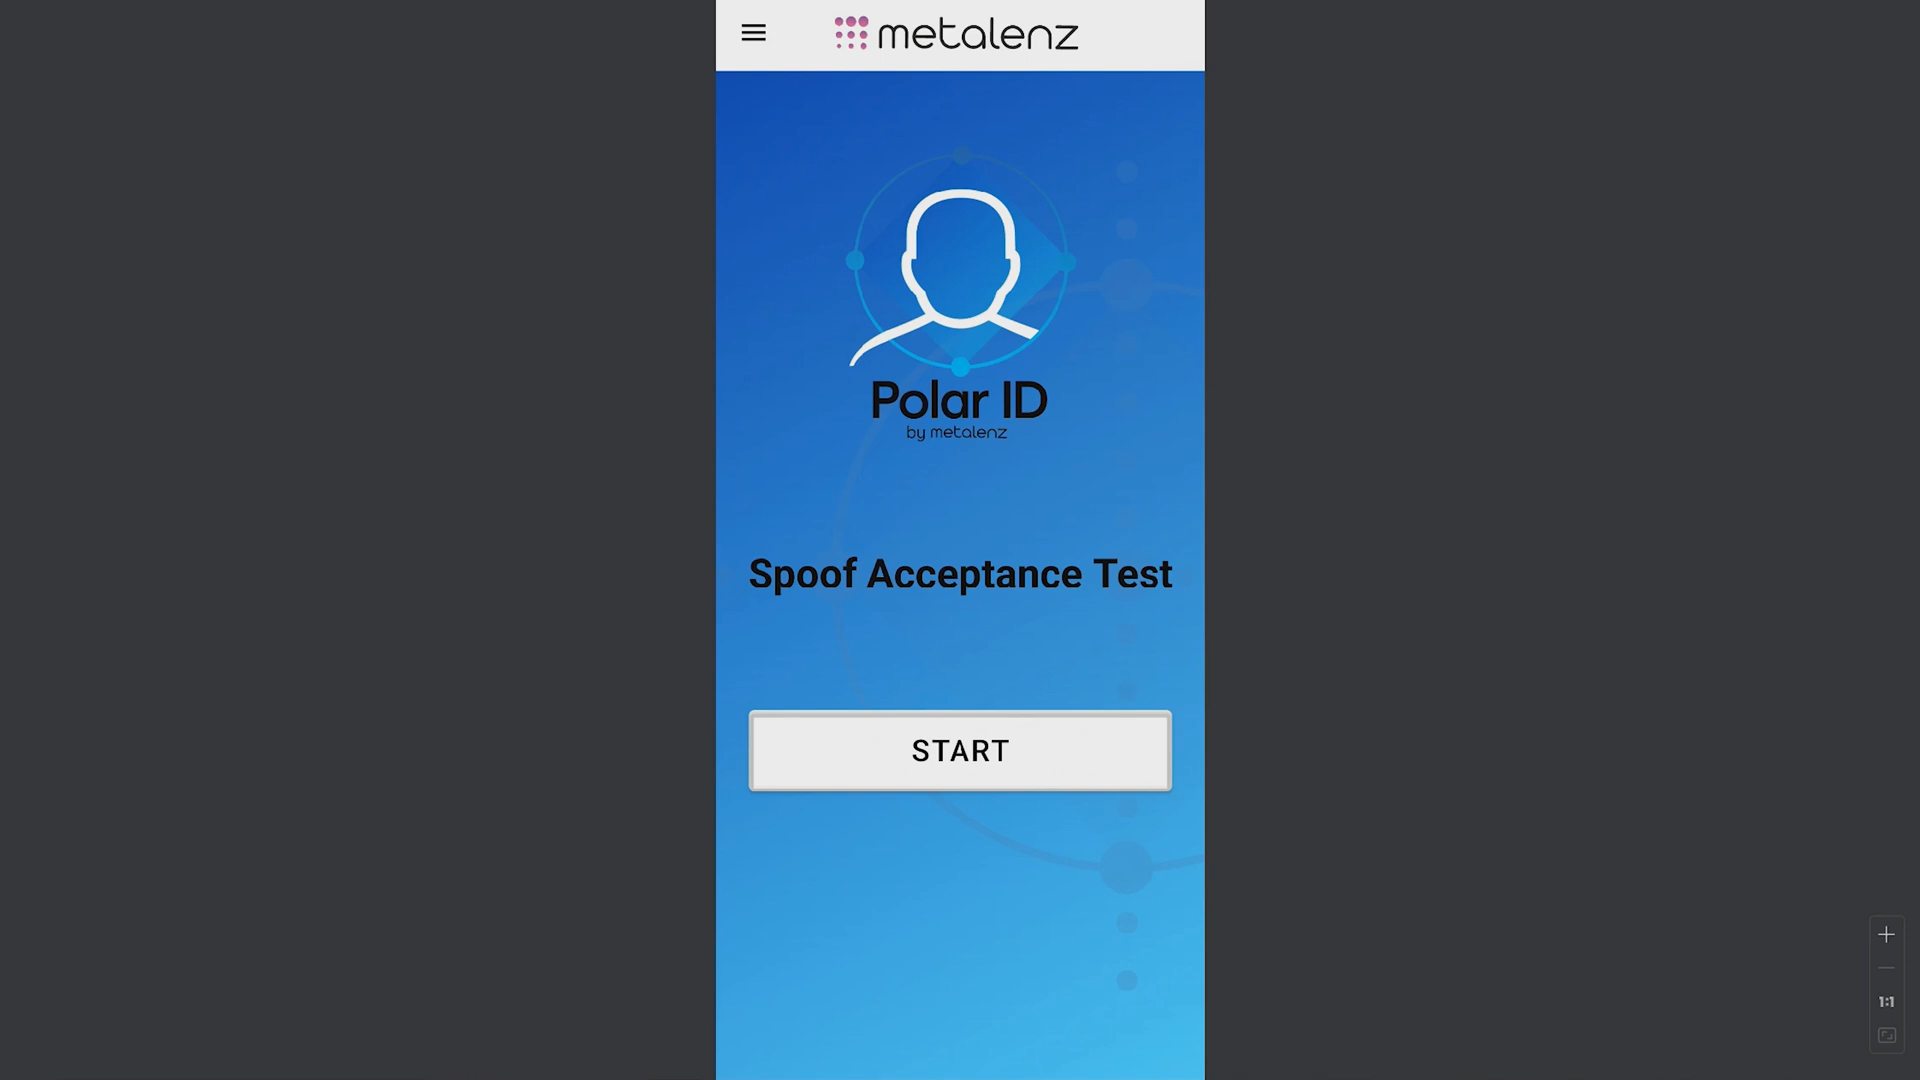 metalenz
Polar ID
by metalenz
Spoof Acceptance Test
START
1:1